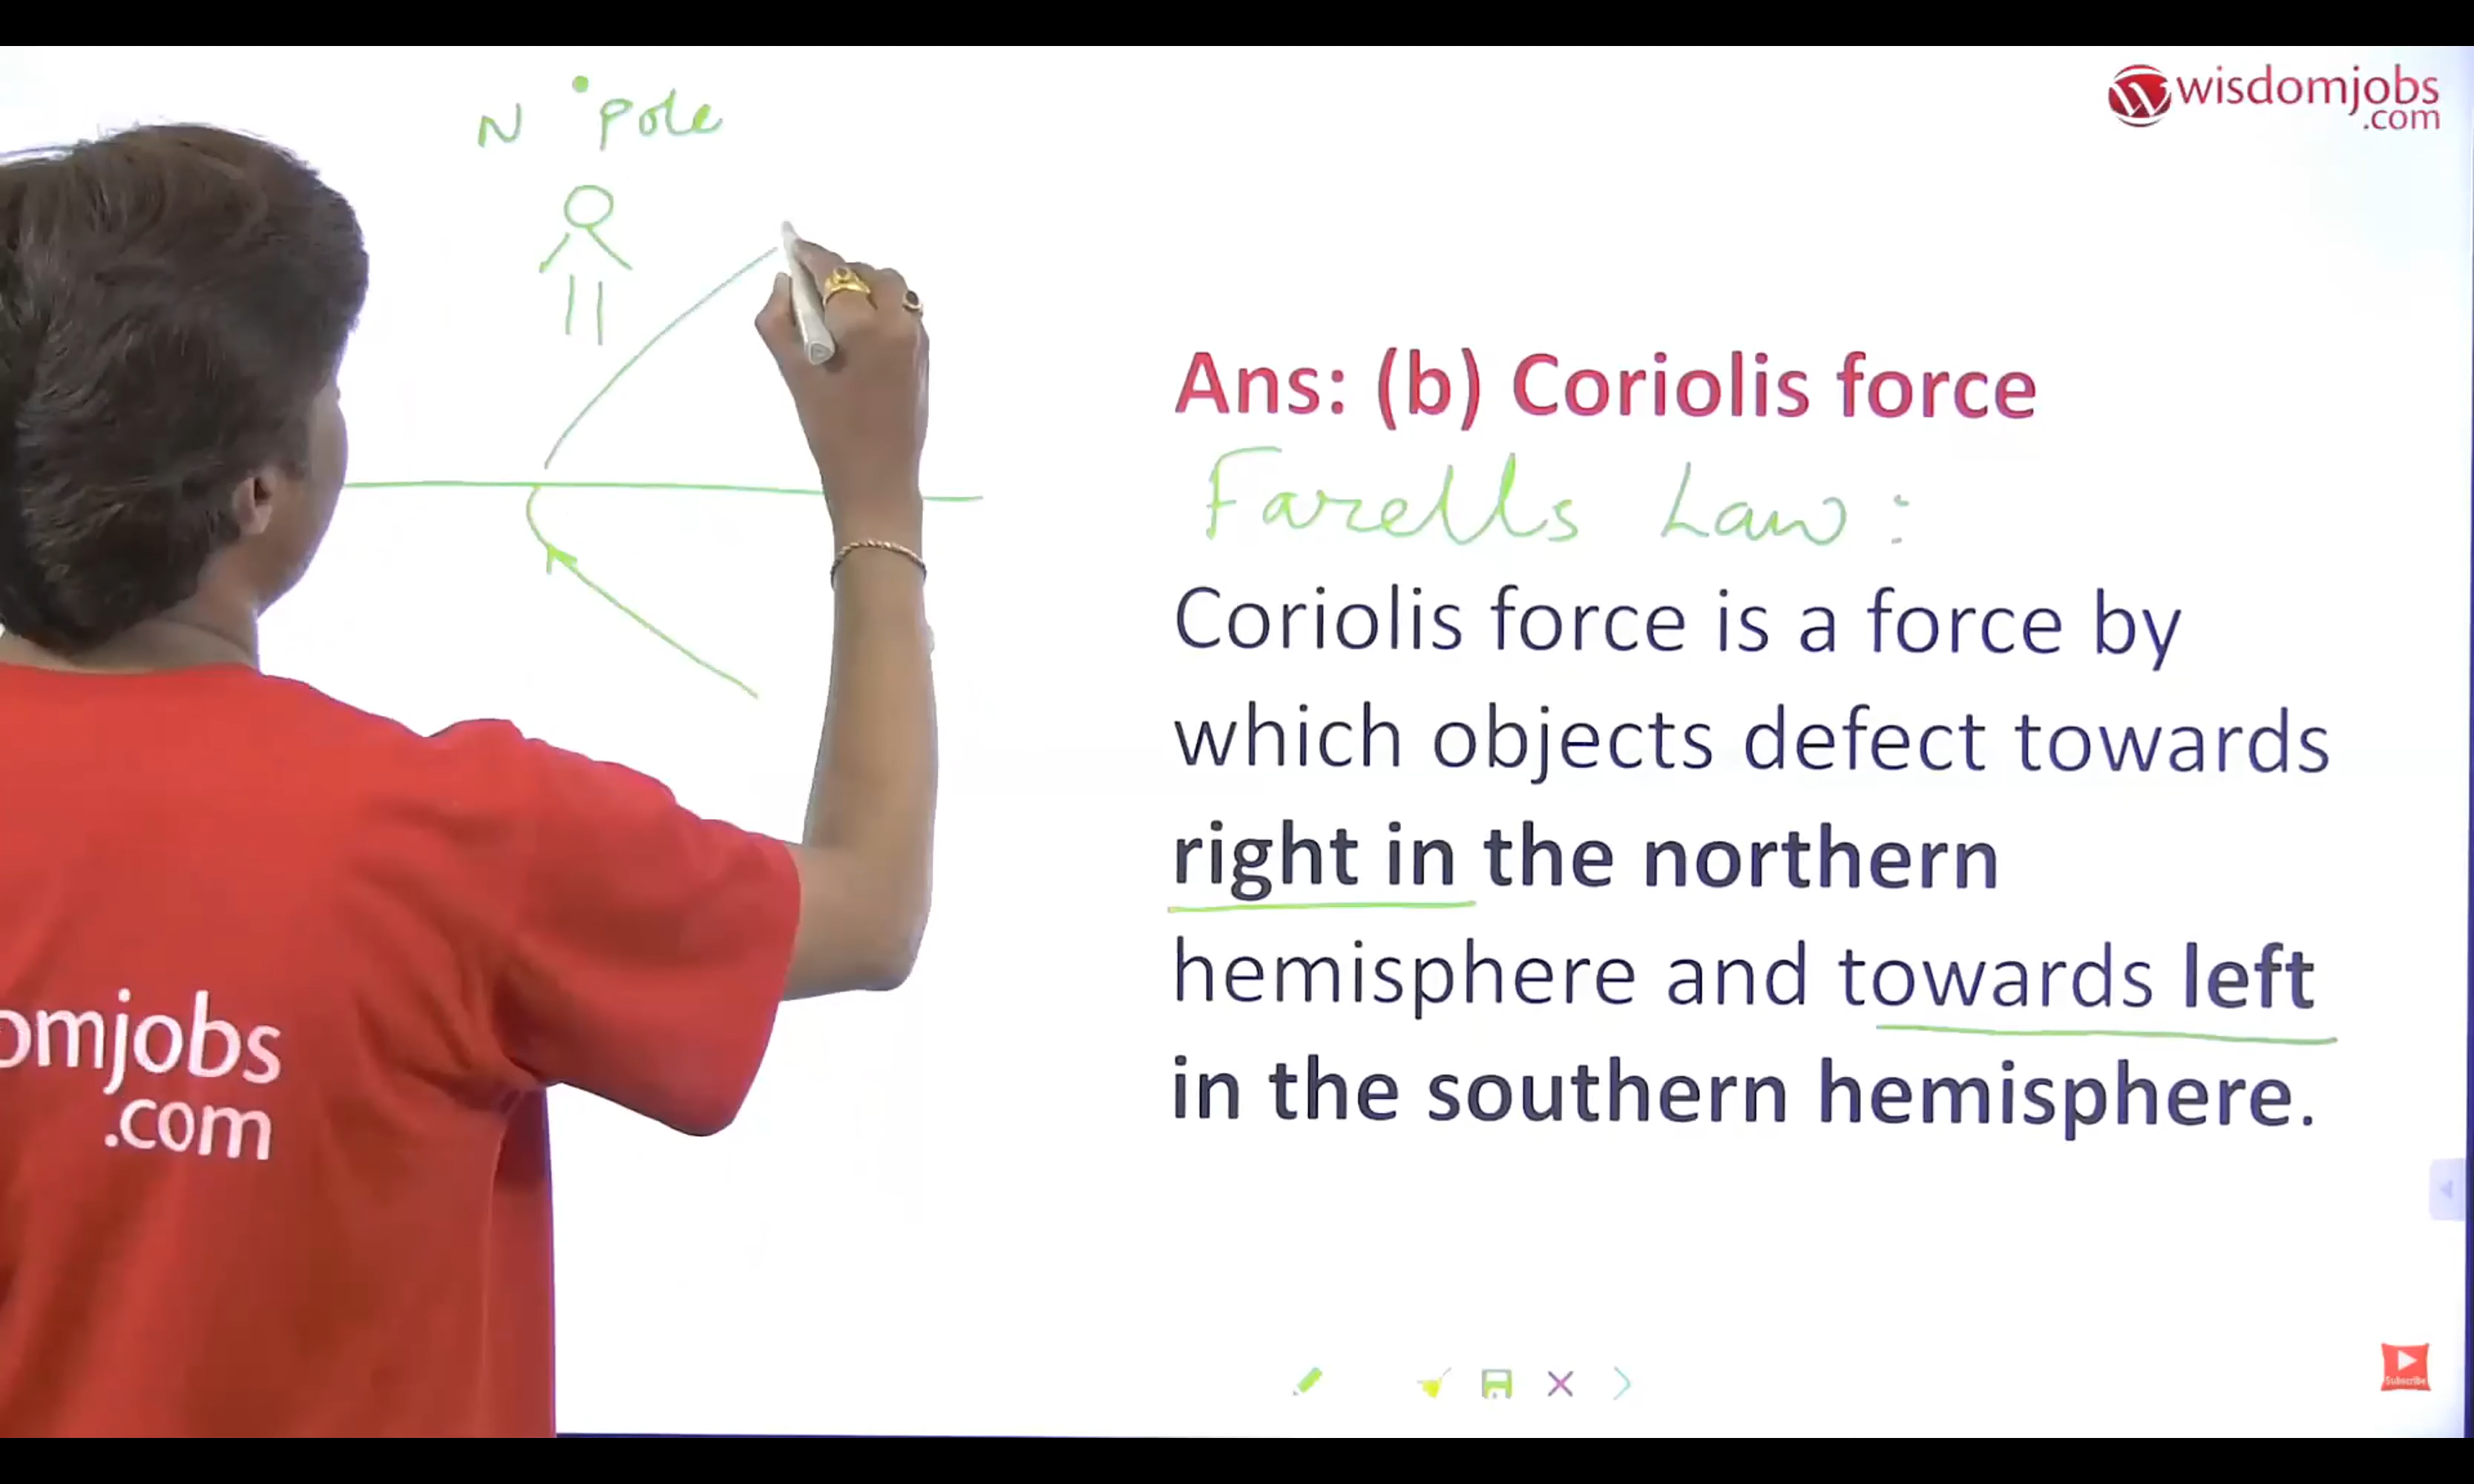 N Pole
wisdomjobs
.com
Ans: (b) Coriolis force
Farells Law:
Coriolis force is a force by
which objects defect towards
right in the northern
hemisphere and towards left
in the southern hemisphere.
omjobs
.com
Subscribe